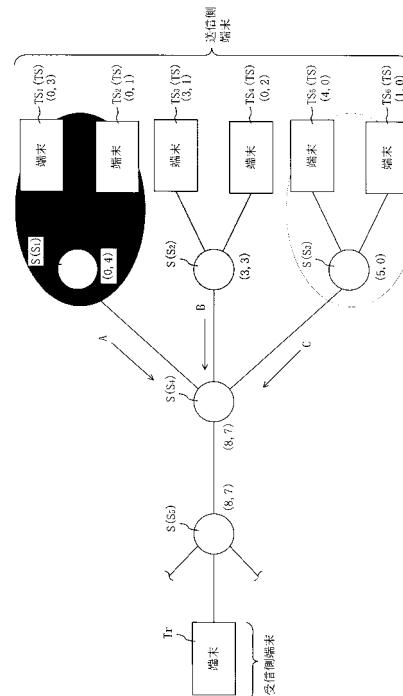 送信側
端末
TS1(TS)
(0, 3)
端末
TS2(TS)
(0, 1)
端末
TS3(TS)
(3, 1)
端末
TS4(TS)
(0, 2)
端末
TS5(TS)
(4, 0)
端末
TS6(TS)
(1, 0)
端末
S(S1)
(0, 4)
S(S2)
(3, 3)
S(S3)
(5, 0)
A
B
C
S(S4)
(8, 7)
S(S5)
(8, 7)
Tr
端末
受信側端末